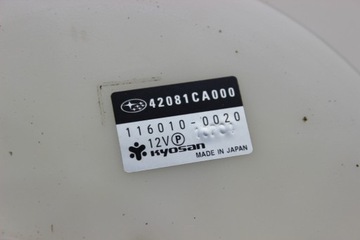 42081CA000
116010-0020
12V P
Kyosan
MADE IN JAPAN